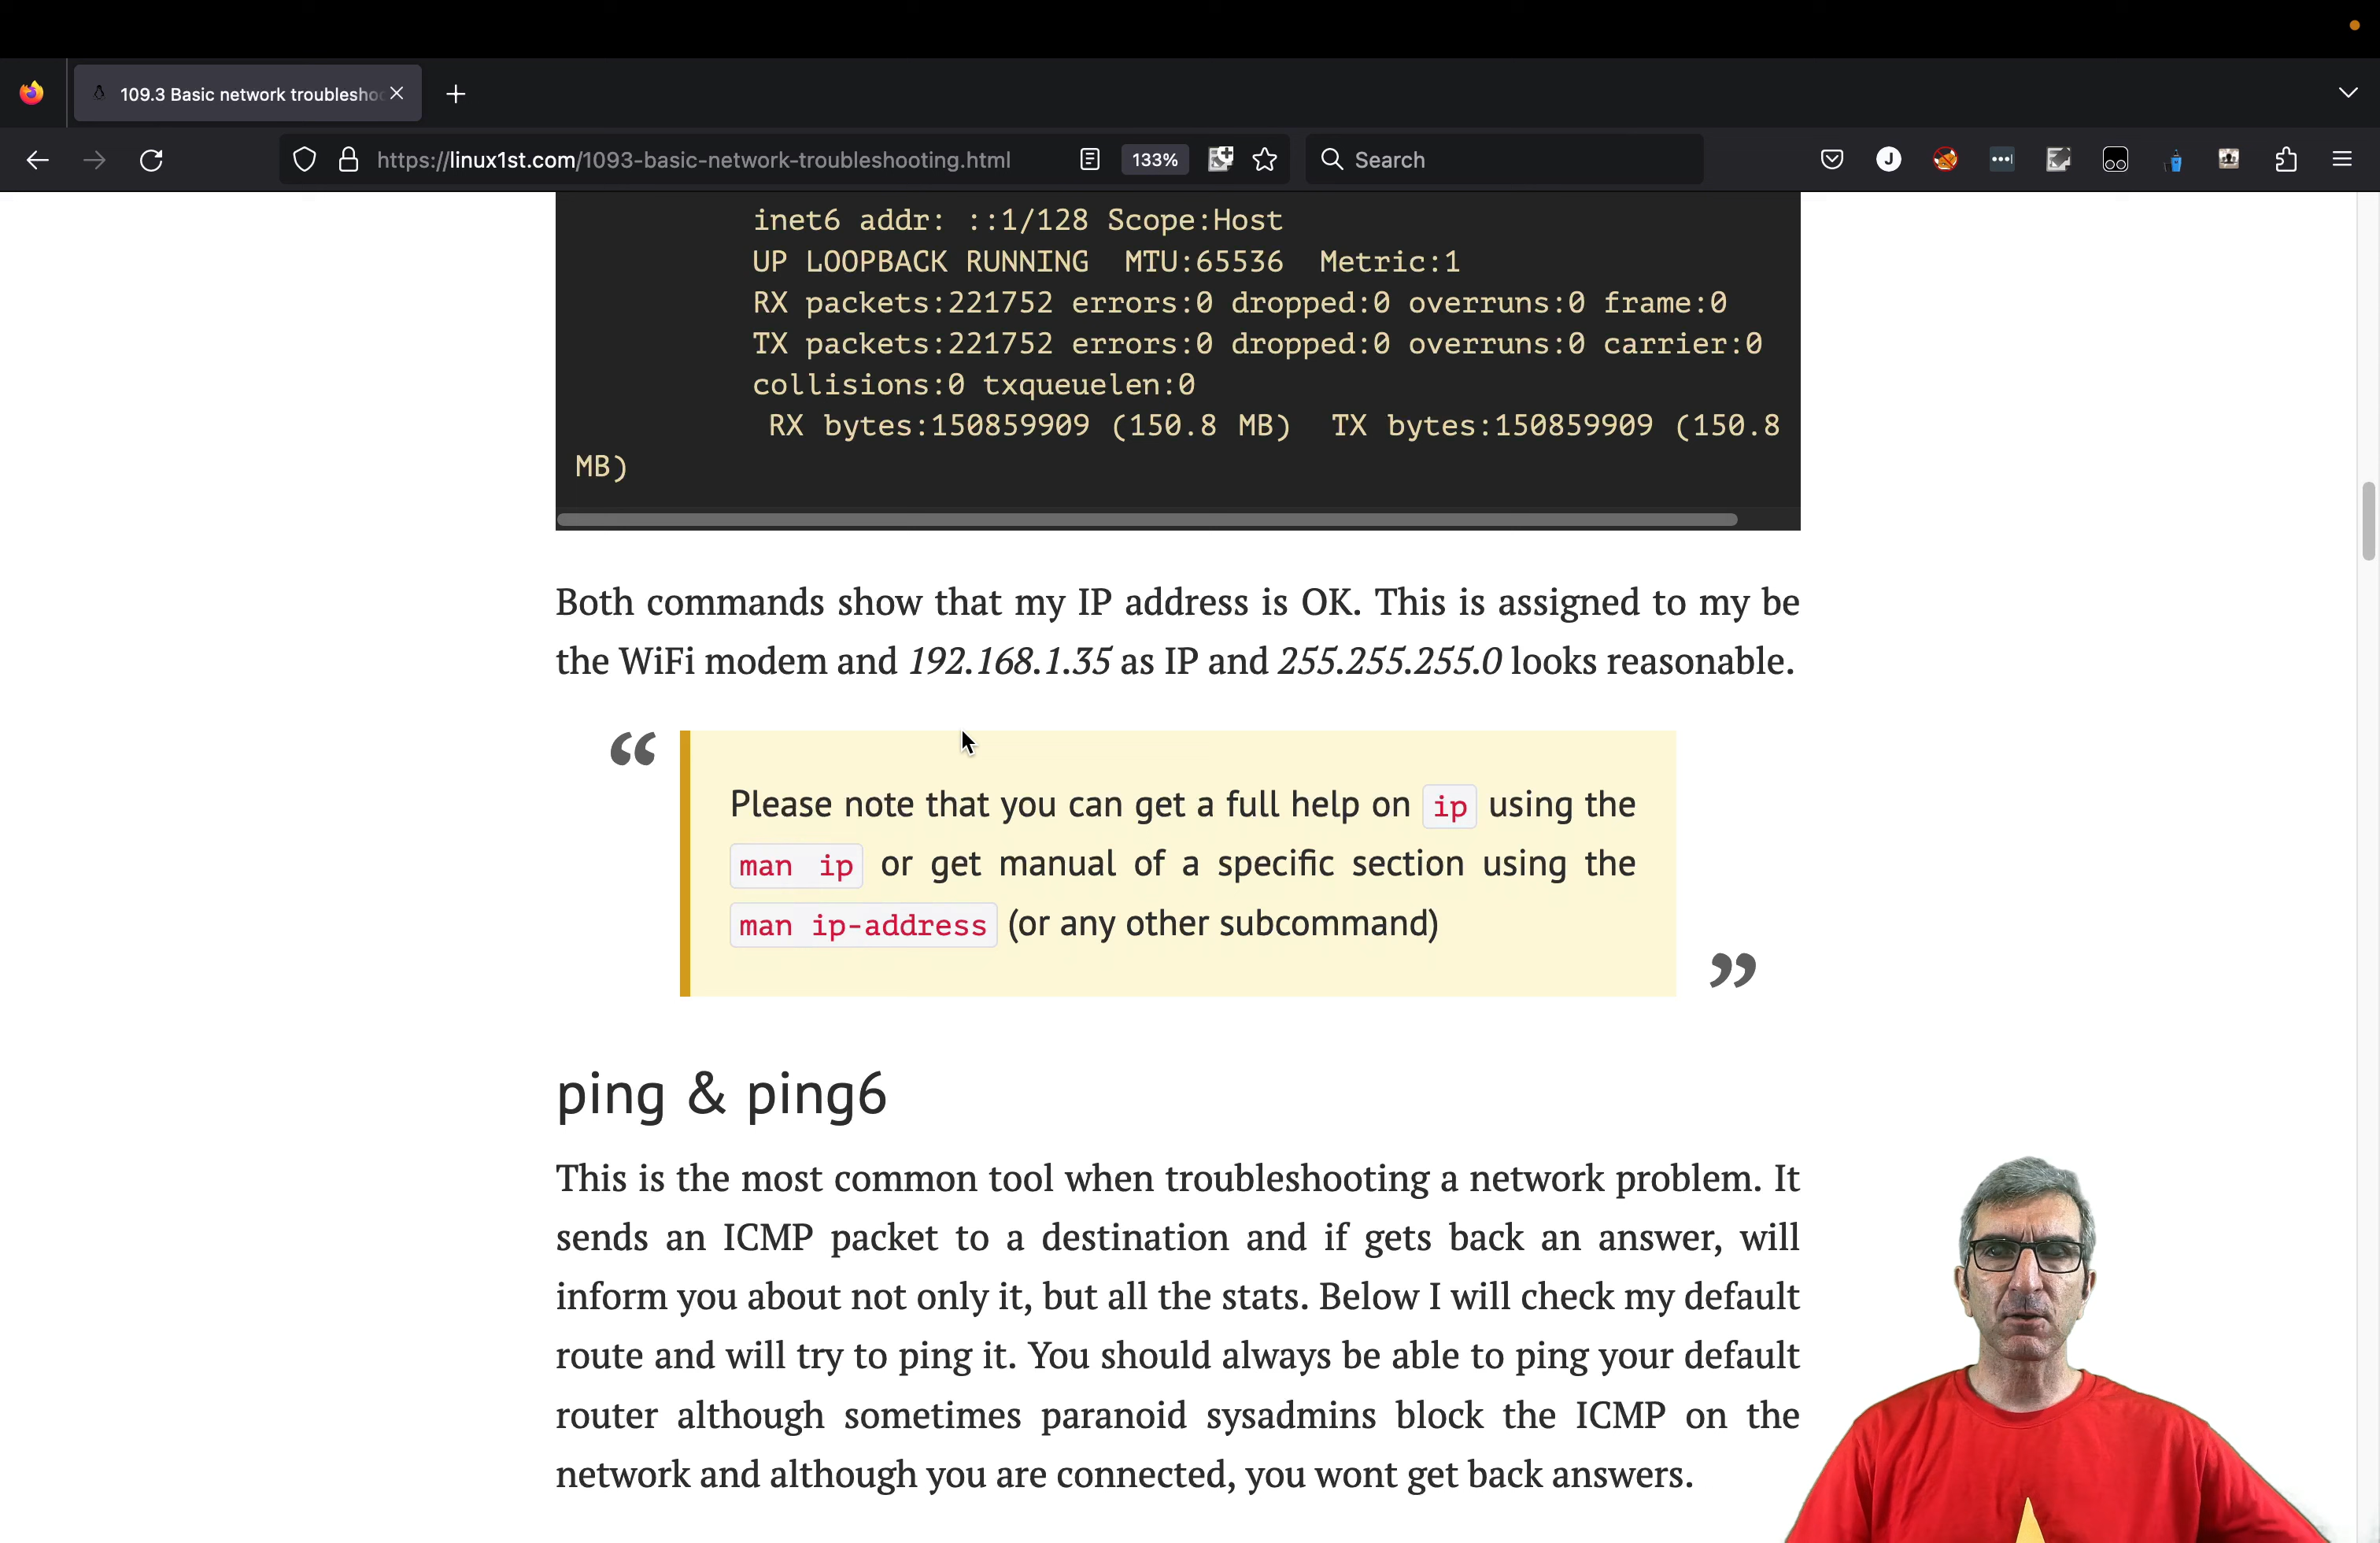 109.3 Basic network troublesho
https://linux1st.com/1093-basic-network-troubleshooting.html
133%
Search
J
inet6 addr: ::1/128 Scope:Host
UP LOOPBACK RUNNING  MTU:65536  Metric:1
RX packets:221752 errors:0 dropped:0 overruns:0 frame:0
TX packets:221752 errors:0 dropped:0 overruns:0 carrier:0
collisions:0 txqueuelen:0
RX bytes:150859909 (150.8 MB)  TX bytes:150859909 (150.8
MB)
Both commands show that my IP address is OK. This is assigned to my be
the WiFi modem and 192.168.1.35 as IP and 255.255.255.0 looks reasonable.
“
Please note that you can get a full help on ip using the
man ip or get manual of a specific section using the
man ip-address (or any other subcommand)
”
ping & ping6
This is the most common tool when troubleshooting a network problem. It
sends an ICMP packet to a destination and if gets back an answer, will
inform you about not only it, but all the stats. Below I will check my default
route and will try to ping it. You should always be able to ping your default
router although sometimes paranoid sysadmins block the ICMP on the
network and although you are connected, you wont get back answers.